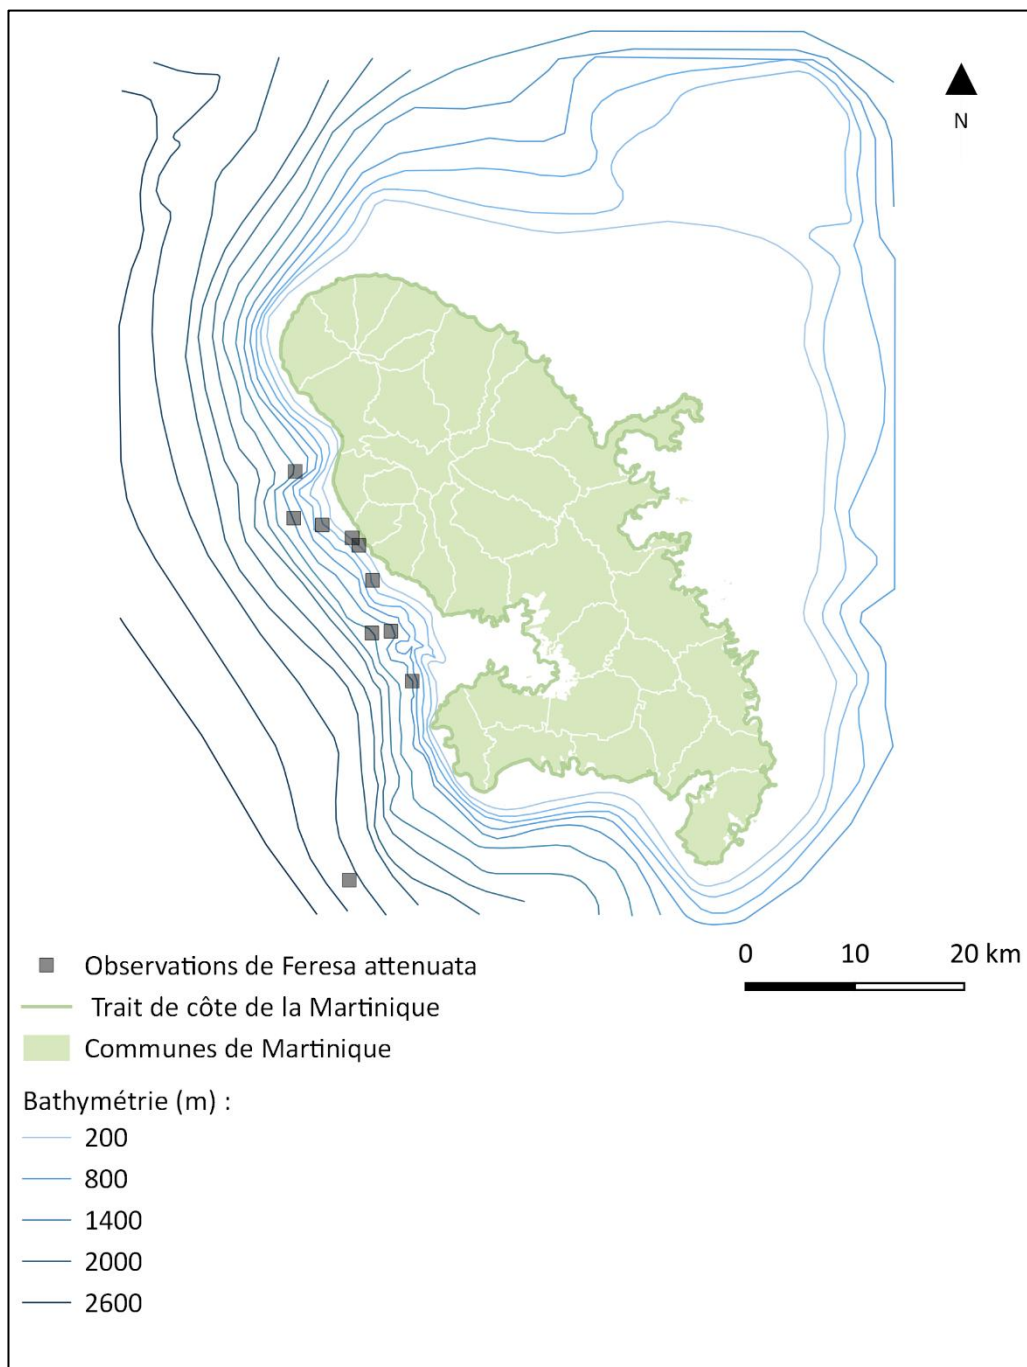 N
0 10 20 km
Observations de Feresa attenuata
Trait de côte de la Martinique
Communes de Martinique
Bathymétrie (m) :
200
800
1400
2000
2600